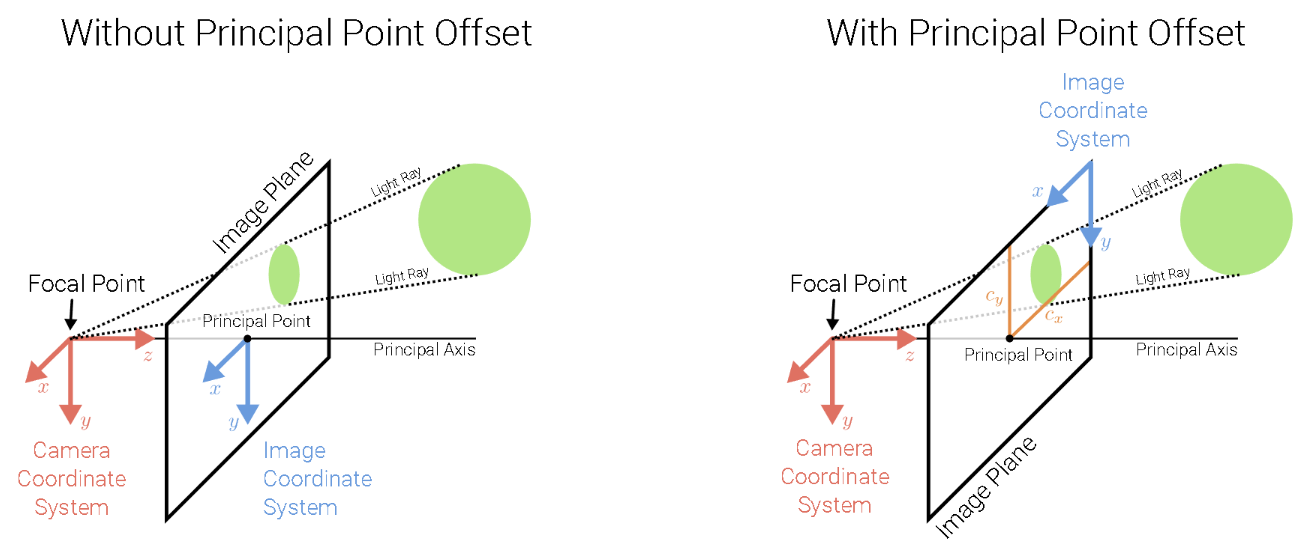 Without Principal Point Offset
Image Plane
Light Ray
Light Ray
Focal Point
Principal Point
Principal Axis
z
x
y
x
y
Camera
Coordinate
System
Image
Coordinate
System
With Principal Point Offset
Image
Coordinate
System
x
y
Light Ray
Light Ray
Focal Point
c_y
c_x
Principal Point
Principal Axis
z
x
y
Camera
Coordinate
System
Image Plane